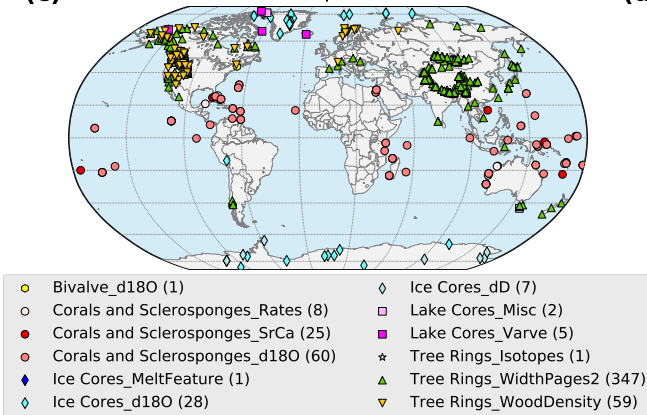 Bivalve_d18O (1)
Corals and Sclerosponges_Rates (8)
Corals and Sclerosponges_SrCa (25)
Corals and Sclerosponges_d18O (60)
Ice Cores_MeltFeature (1)
Ice Cores_d18O (28)
Ice Cores_dD (7)
Lake Cores_Misc (2)
Lake Cores_Varve (5)
Tree Rings_Isotopes (1)
Tree Rings_WidthPages2 (347)
Tree Rings_WoodDensity (59)